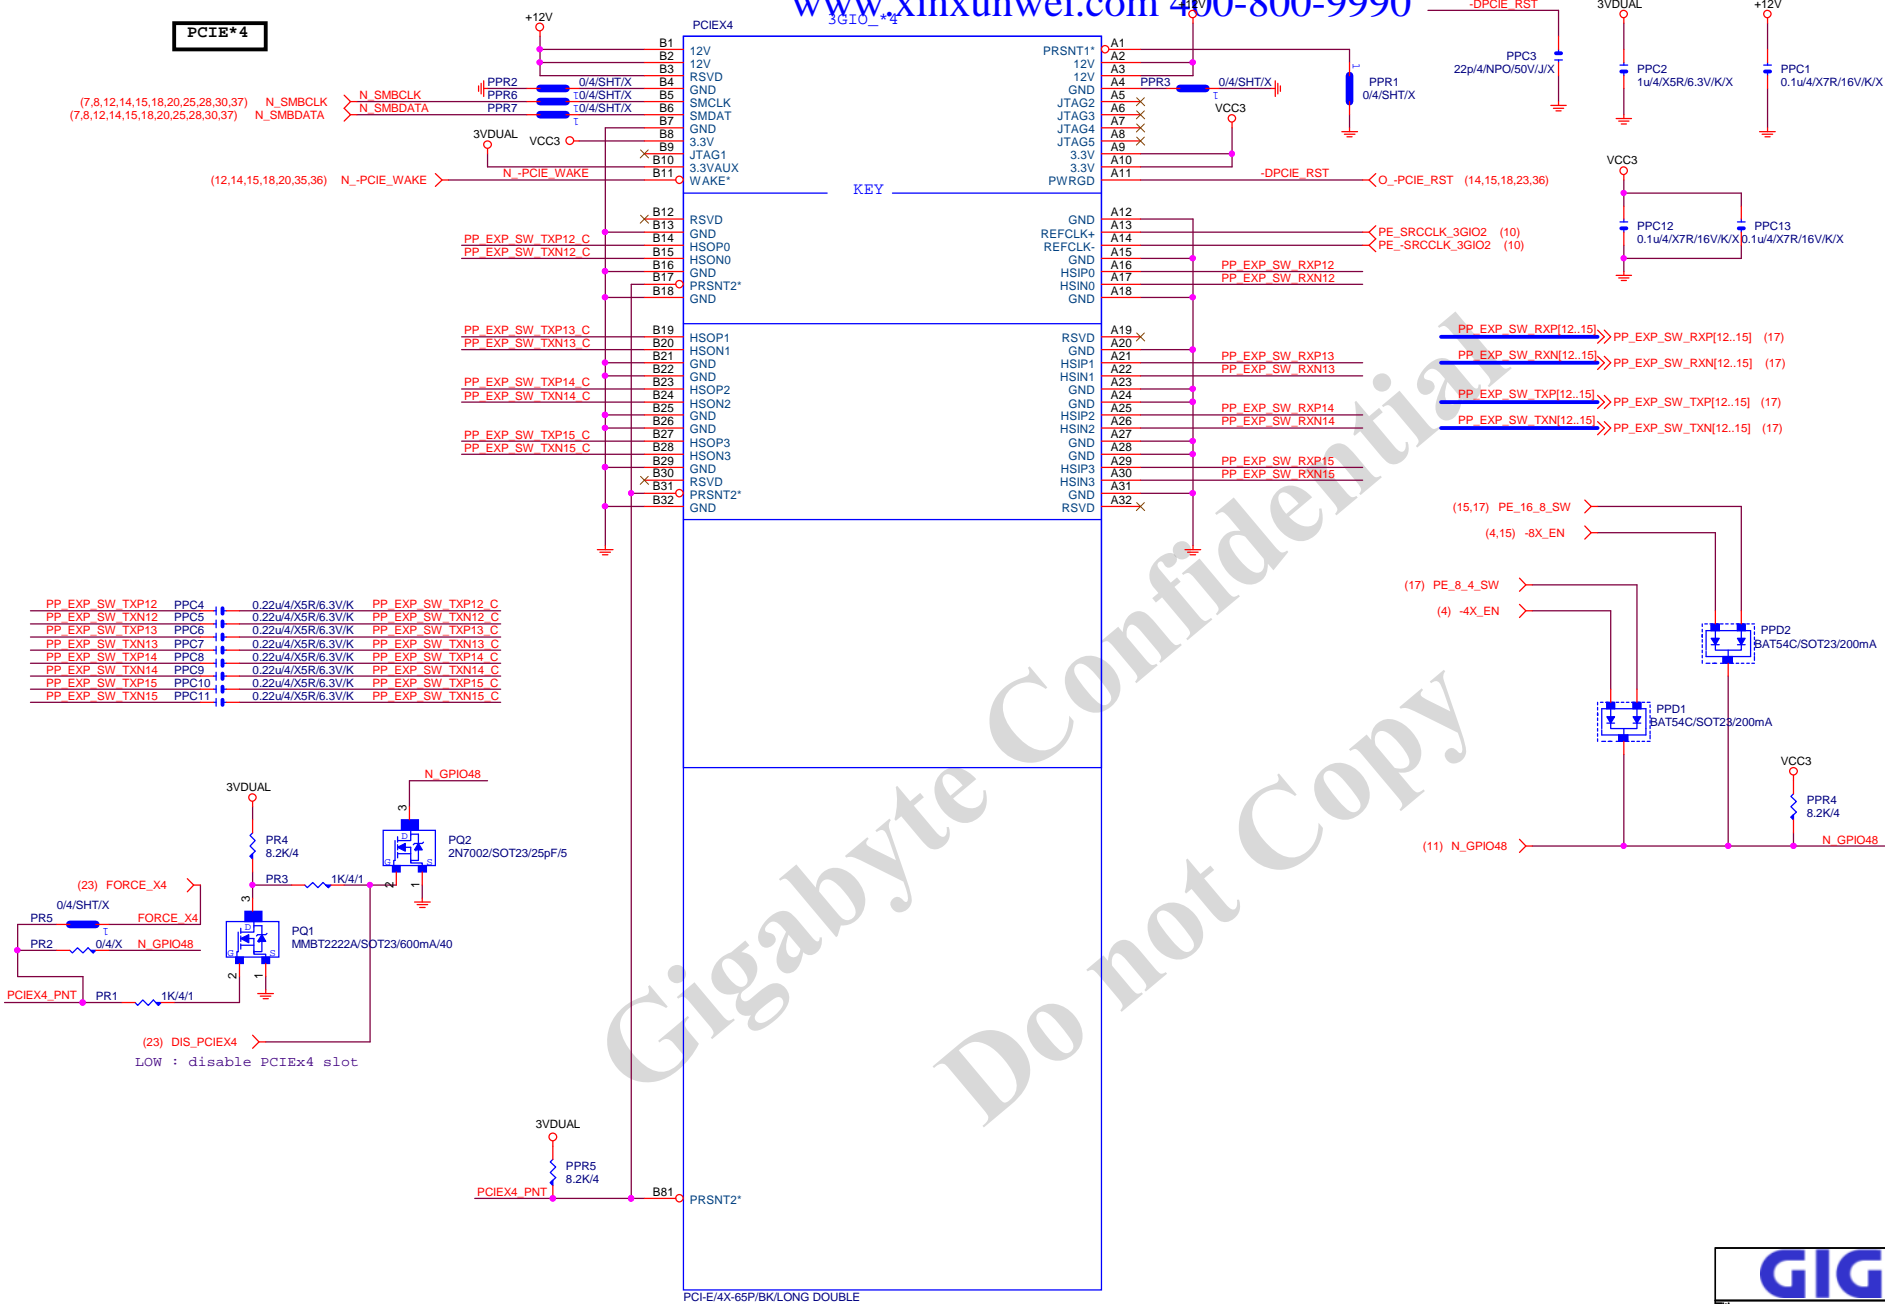 www.xinxunwei.com 400-800-9990
PCIE*4
+12V
PCIEX4
3GIO_*4
+12V
-DPCIE_RST
3VDUAL
+12V
B1 12V
B2 12V
B3 RSVD
B4 GND
B5 SMCLK
B6 SMDAT
B7 GND
B8 3.3V
B9 JTAG1
B10 3.3VAUX
B11 WAKE*
PRSNT1* A1
12V A2
12V A3
GND A4
JTAG2 A5
JTAG3 A6
JTAG4 A7
JTAG5 A8
3.3V A9
3.3V A10
PWRGD A11
PPR2 0/4/SHT/X
PPR6 1 0/4/SHT/X
PPR7 1 0/4/SHT/X
1
(7,8,12,14,15,18,20,25,28,30,37) N_SMBCLK N_SMBCLK
(7,8,12,14,15,18,20,25,28,30,37) N_SMBDATA N_SMBDATA
3VDUAL
VCC3
(12,14,15,18,20,35,36) N_-PCIE_WAKE N_-PCIE_WAKE
PPR3 0/4/SHT/X
1
VCC3
1
PPR1
0/4/SHT/X
PPC3
22p/4/NPO/50V/J/X
PPC2
1u/4/X5R/6.3V/K/X
PPC1
0.1u/4/X7R/16V/K/X
-DPCIE_RST O_-PCIE_RST (14,15,18,23,36)
KEY
VCC3
PPC12
0.1u/4/X7R/16V/K/X
PPC13
0.1u/4/X7R/16V/K/X
B12 RSVD
B13 GND
PP_EXP_SW_TXP12_C B14 HSOP0
PP_EXP_SW_TXN12_C B15 HSON0
B16 GND
B17 PRSNT2*
B18 GND
GND A12
REFCLK+ A13 PE_SRCCLK_3GIO2 (10)
REFCLK- A14 PE_-SRCCLK_3GIO2 (10)
GND A15
HSIP0 A16 PP_EXP_SW_RXP12
HSIN0 A17 PP_EXP_SW_RXN12
GND A18
PP_EXP_SW_TXP13_C B19 HSOP1
PP_EXP_SW_TXN13_C B20 HSON1
B21 GND
B22 GND
PP_EXP_SW_TXP14_C B23 HSOP2
PP_EXP_SW_TXN14_C B24 HSON2
B25 GND
B26 GND
PP_EXP_SW_TXP15_C B27 HSOP3
PP_EXP_SW_TXN15_C B28 HSON3
B29 GND
B30 RSVD
B31 PRSNT2*
B32 GND
RSVD A19
GND A20
HSIP1 A21 PP_EXP_SW_RXP13
HSIN1 A22 PP_EXP_SW_RXN13
GND A23
GND A24
HSIP2 A25 PP_EXP_SW_RXP14
HSIN2 A26 PP_EXP_SW_RXN14
GND A27
GND A28
HSIP3 A29 PP_EXP_SW_RXP15
HSIN3 A30 PP_EXP_SW_RXN15
GND A31
RSVD A32
PP_EXP_SW_RXP[12..15] PP_EXP_SW_RXP[12..15] (17)
PP_EXP_SW_RXN[12..15] PP_EXP_SW_RXN[12..15] (17)
PP_EXP_SW_TXP[12..15] PP_EXP_SW_TXP[12..15] (17)
PP_EXP_SW_TXN[12..15] PP_EXP_SW_TXN[12..15] (17)
(15,17) PE_16_8_SW
(4,15) -8X_EN
(17) PE_8_4_SW
(4) -4X_EN
PPD2
BAT54C/SOT23/200mA
PPD1
BAT54C/SOT23/200mA
VCC3
PPR4
8.2K/4
(11) N_GPIO48 N_GPIO48
PP_EXP_SW_TXP12 PPC4 0.22u/4/X5R/6.3V/K PP_EXP_SW_TXP12_C
PP_EXP_SW_TXN12 PPC5 0.22u/4/X5R/6.3V/K PP_EXP_SW_TXN12_C
PP_EXP_SW_TXP13 PPC6 0.22u/4/X5R/6.3V/K PP_EXP_SW_TXP13_C
PP_EXP_SW_TXN13 PPC7 0.22u/4/X5R/6.3V/K PP_EXP_SW_TXN13_C
PP_EXP_SW_TXP14 PPC8 0.22u/4/X5R/6.3V/K PP_EXP_SW_TXP14_C
PP_EXP_SW_TXN14 PPC9 0.22u/4/X5R/6.3V/K PP_EXP_SW_TXN14_C
PP_EXP_SW_TXP15 PPC10 0.22u/4/X5R/6.3V/K PP_EXP_SW_TXP15_C
PP_EXP_SW_TXN15 PPC11 0.22u/4/X5R/6.3V/K PP_EXP_SW_TXN15_C
N_GPIO48
3VDUAL
PR4
8.2K/4
3
D
G S
2 1
PQ2
2N7002/SOT23/25pF/5
PR3 1K/4/1
(23) FORCE_X4
0/4/SHT/X
PR5 1 FORCE_X4
PR2 0/4/X N_GPIO48
3
D
G S
2 1
PQ1
MMBT2222A/SOT23/600mA/40
PCIEX4_PNT PR1 1K/4/1
(23) DIS_PCIEX4
LOW : disable PCIEx4 slot
3VDUAL
PPR5
8.2K/4
PCIEX4_PNT B81 PRSNT2*
PCI-E/4X-65P/BK/LONG DOUBLE
Gigabyte Confidential
Do not Copy
GIG